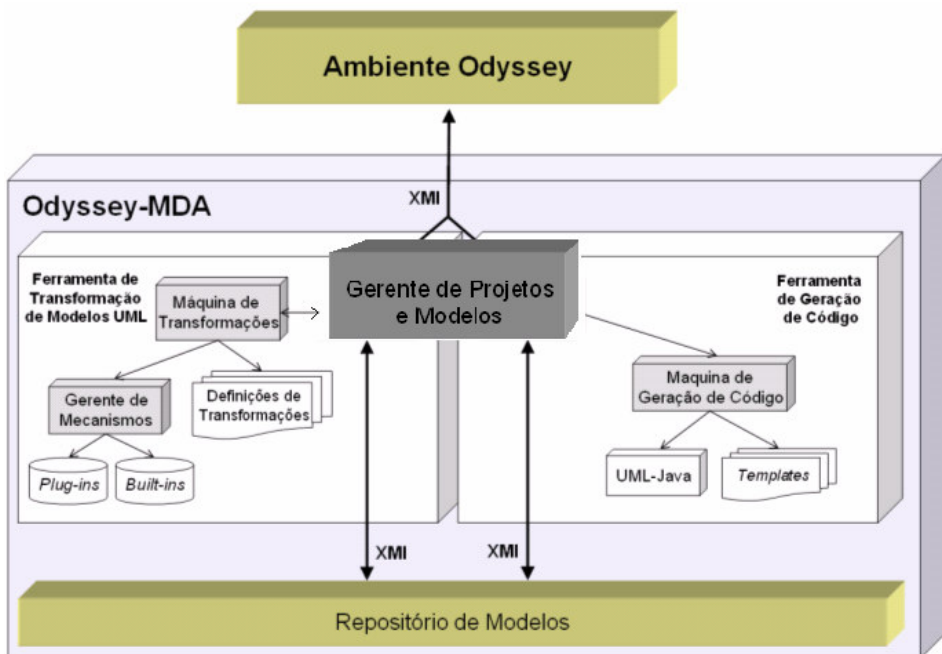 Ambiente Odyssey
XMI
Odyssey-MDA
Ferramenta de
Transformação
de Modelos UML
Máquina de
Transformações
Gerente de Projetos
e Modelos
Ferramenta
de Geração
de Código
Gerente de
Mecanismos
Definições de
Transformações
Maquina de
Geração de Código
Plug-ins
Built-ins
UML-Java
Templates
XMI
XMI
Repositório de Modelos